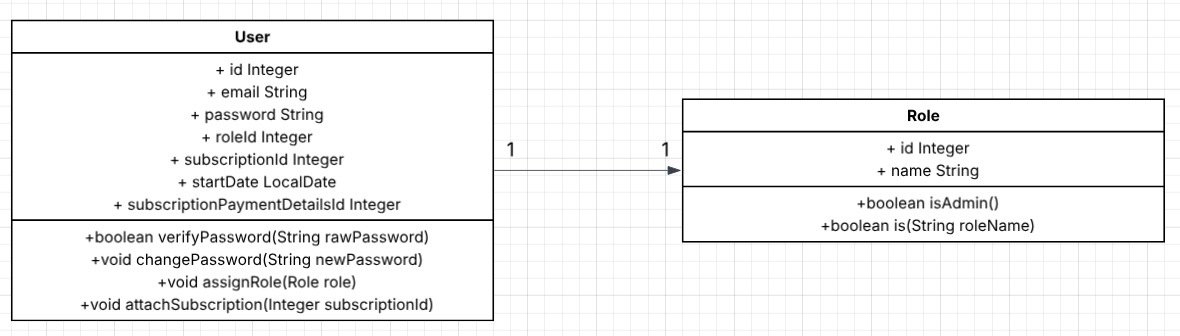 User
+ id Integer
+ email String
+ password String
+ roleId Integer
+ subscriptionId Integer
+ startDate LocalDate
+ subscriptionPaymentDetailsId Integer
+boolean verifyPassword(String rawPassword)
+void changePassword(String newPassword)
+void assignRole(Role role)
+void attachSubscription(Integer subscriptionId)
1
1
Role
+ id Integer
+ name String
+boolean isAdmin()
+boolean is(String roleName)